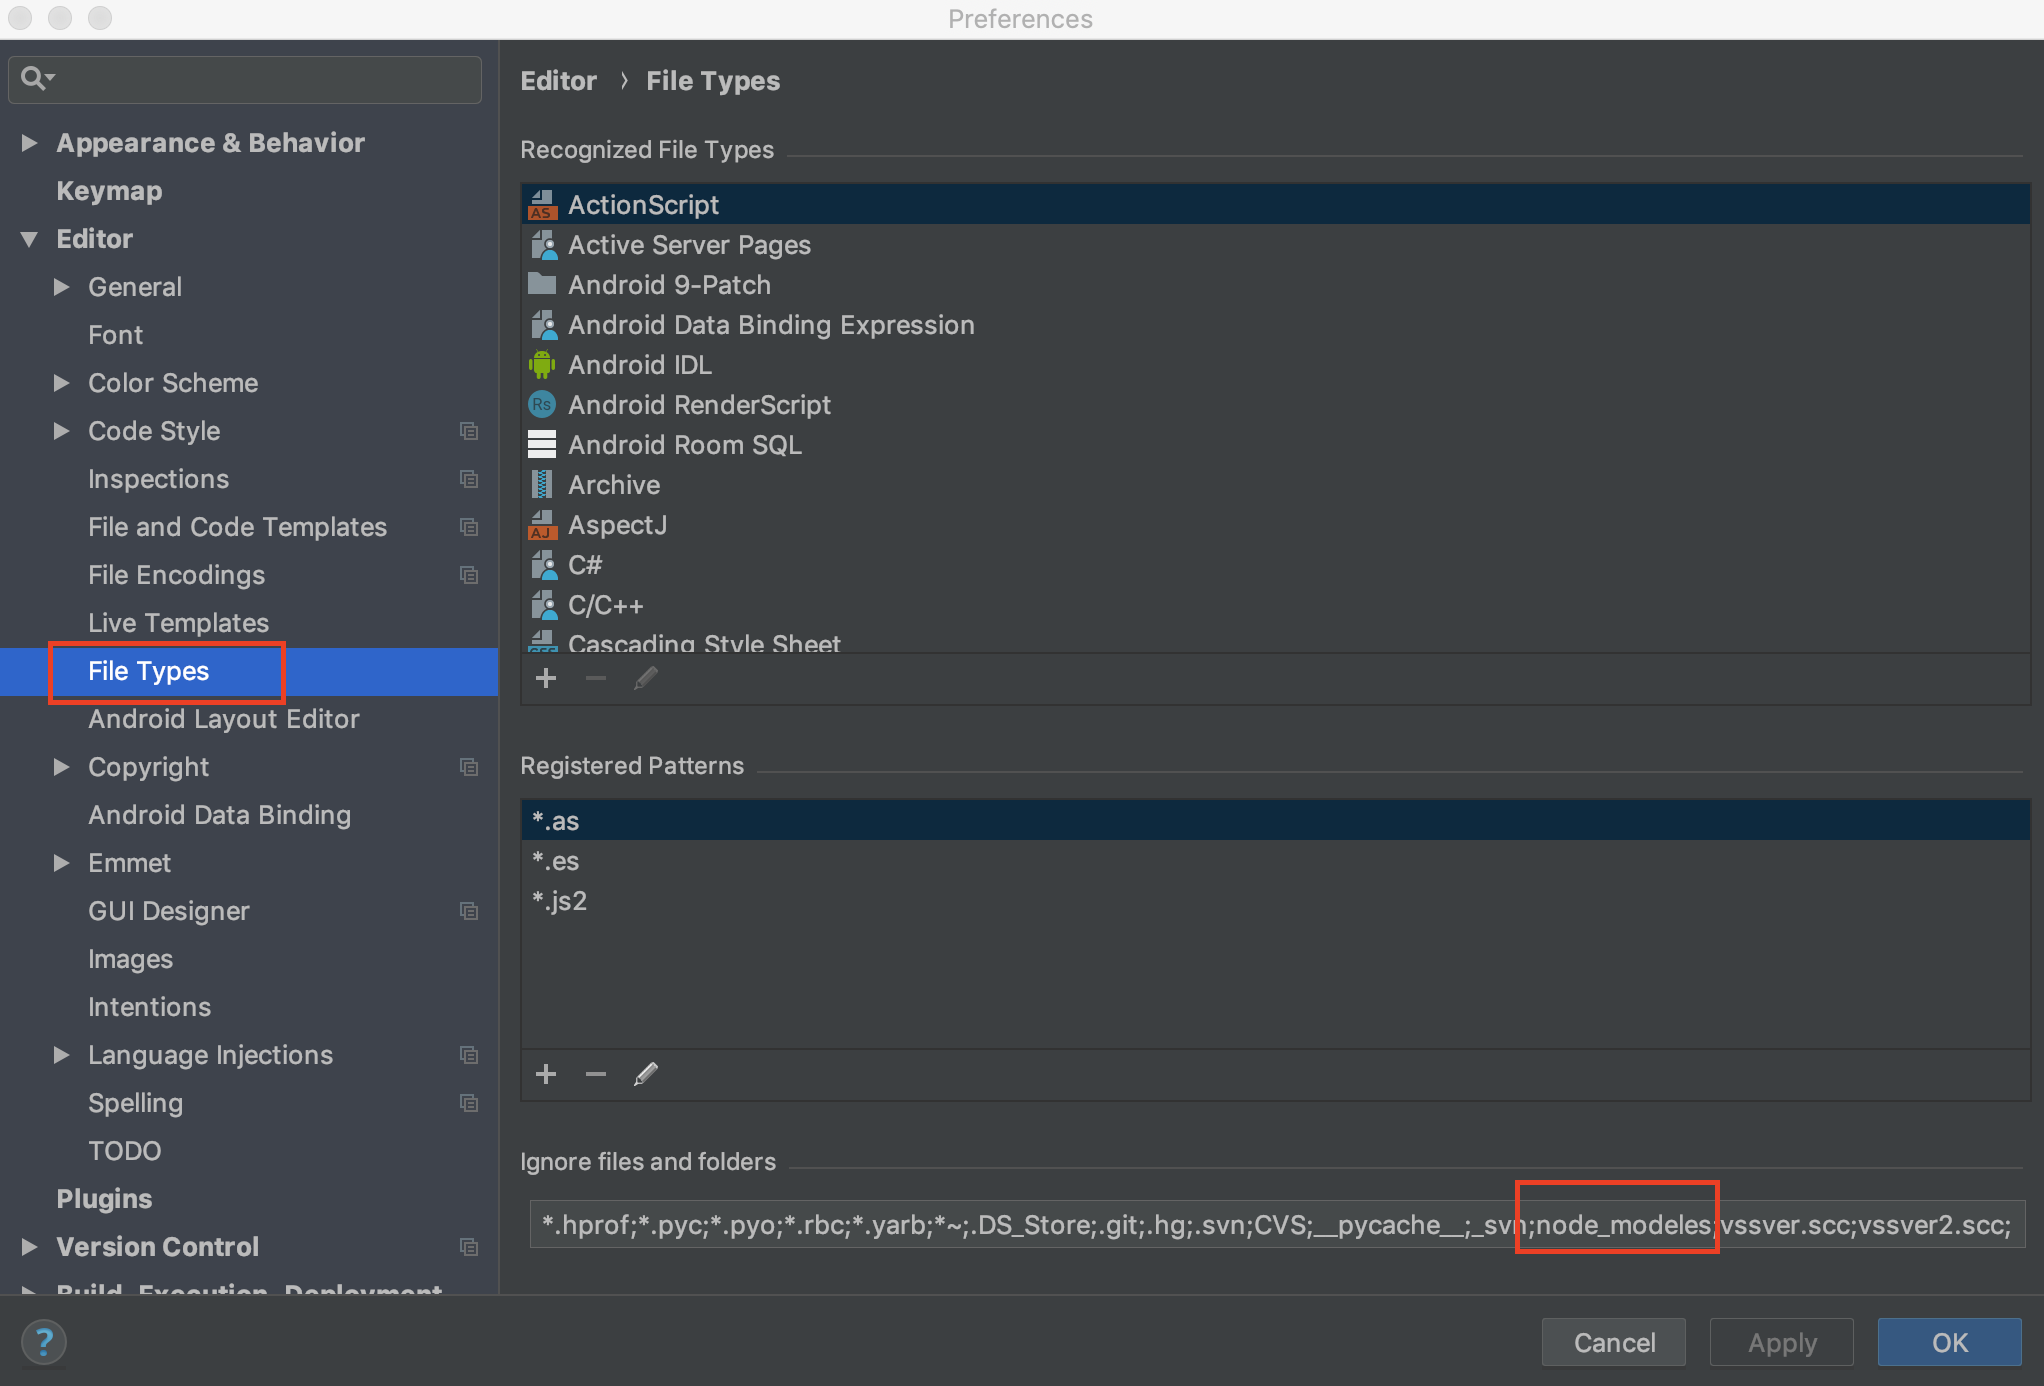 Preferences
Appearance & Behavior
Keymap
Editor
General
Font
Color Scheme
Code Style
Inspections
File and Code Templates
File Encodings
Live Templates
File Types
Android Layout Editor
Copyright
Android Data Binding
Emmet
GUI Designer
Images
Intentions
Language Injections
Spelling
TODO
Plugins
Version Control
Build, Execution, Deployment
Editor › File Types
Recognized File Types
AS ActionScript
Active Server Pages
Android 9-Patch
Android Data Binding Expression
Android IDL
Rs Android RenderScript
Android Room SQL
Archive
AJ AspectJ
C#
C/C++
Cascading Style Sheet
Registered Patterns
*.as
*.es
*.js2
Ignore files and folders
*.hprof;*.pyc;*.pyo;*.rbc;*.yarb;*~;.DS_Store;.git;.hg;.svn;CVS;__pycache__;_svn;node_modeles;vssver.scc;vssver2.scc;
?
Cancel
Apply
OK